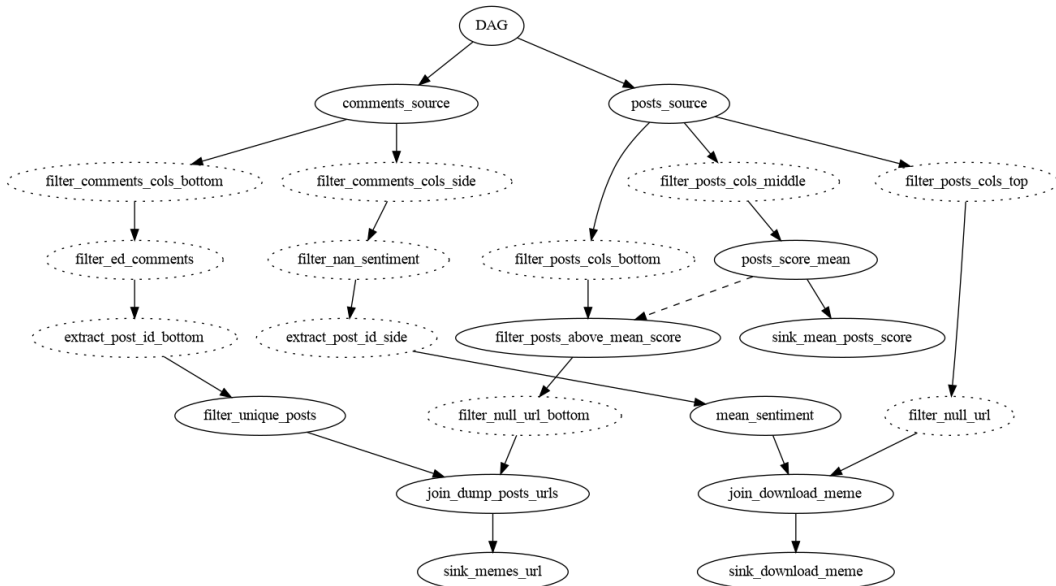 DAG
comments_source
posts_source
filter_comments_cols_bottom
filter_comments_cols_side
filter_posts_cols_middle
filter_posts_cols_top
filter_ed_comments
filter_nan_sentiment
filter_posts_cols_bottom
posts_score_mean
extract_post_id_bottom
extract_post_id_side
filter_posts_above_mean_score
sink_mean_posts_score
filter_unique_posts
filter_null_url_bottom
mean_sentiment
filter_null_url
join_dump_posts_urls
join_download_meme
sink_memes_url
sink_download_meme